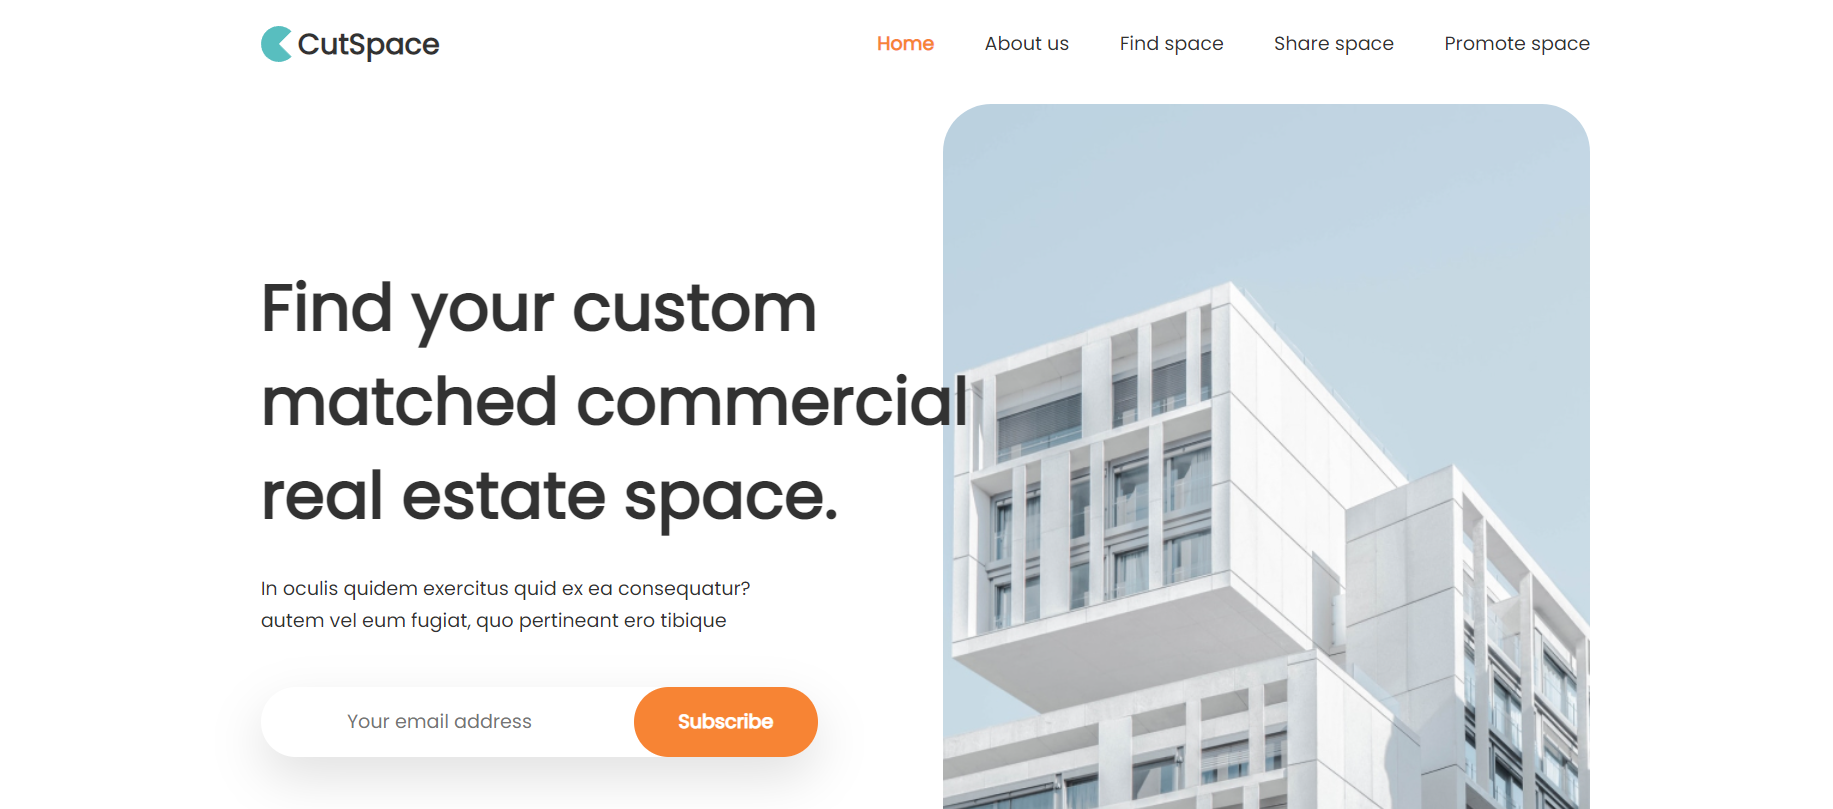 CutSpace
Home About us Find space Share space Promote space
Find your custom
matched commercial
real estate space.
In oculis quidem exercitus quid ex ea consequatur?
autem vel eum fugiat, quo pertineant ero tibique
Your email address Subscribe